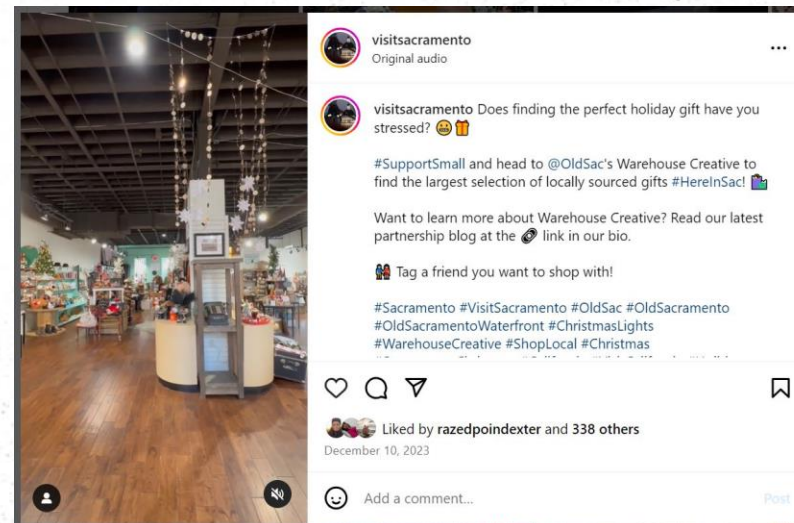 visitsacramento
Original audio
visitsacramento Does finding the perfect holiday gift have you
stressed? 😬🎁
#SupportSmall and head to @OldSac's Warehouse Creative to
find the largest selection of locally sourced gifts #HereInSac! 🛍️
Want to learn more about Warehouse Creative? Read our latest
partnership blog at the 🔗 link in our bio.
👭 Tag a friend you want to shop with!
#Sacramento #VisitSacramento #OldSac #OldSacramento
#OldSacramentoWaterfront #ChristmasLights
#WarehouseCreative #ShopLocal #Christmas
Liked by razedpoindexter and 338 others
December 10, 2023
Add a comment...
Post